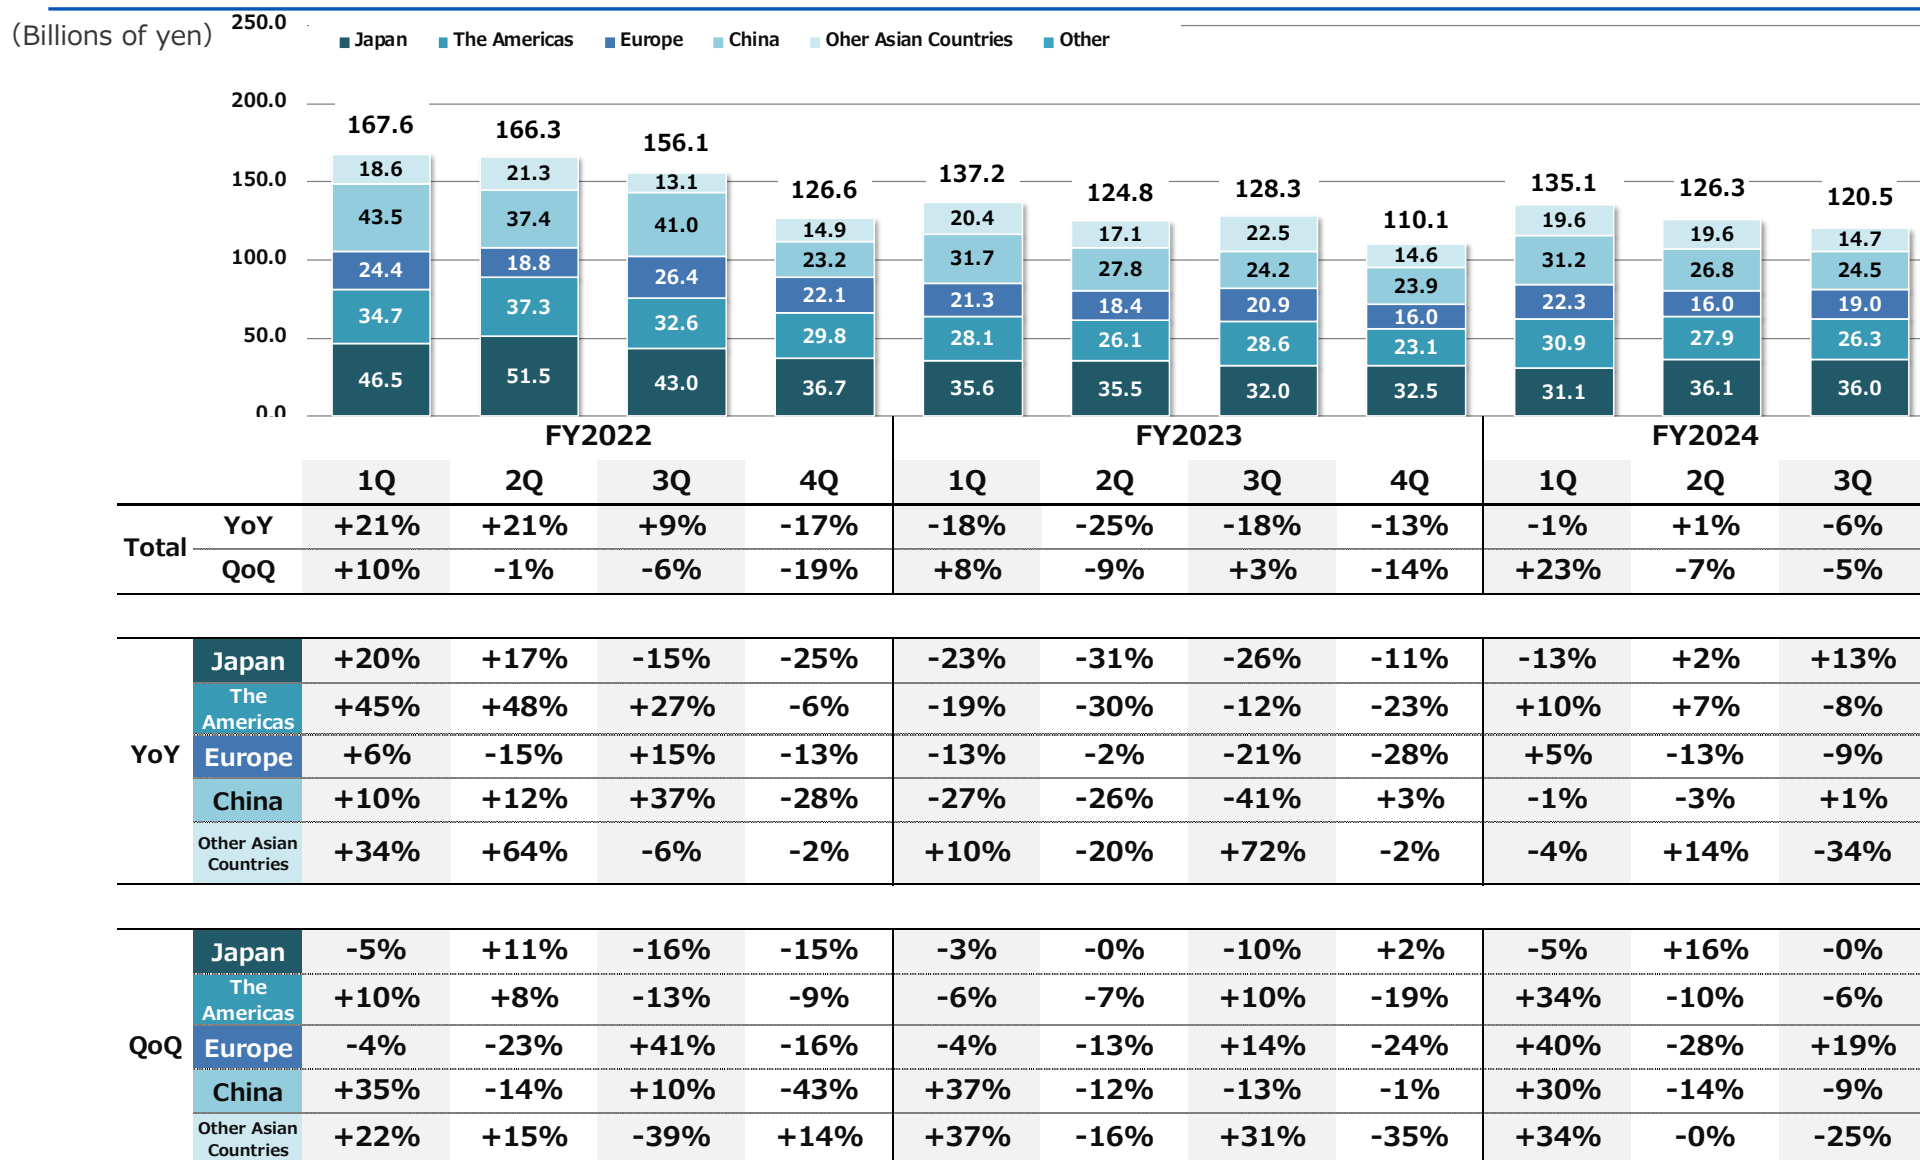 (Billions of yen)
250.0
200.0
150.0
100.0
50.0
0.0
Japan The Americas Europe China Oher Asian Countries Other
167.6 166.3 156.1 126.6 137.2 124.8 128.3 110.1 135.1 126.3 120.5
18.6 21.3 13.1 14.9 20.4 17.1 22.5 14.6 19.6 19.6 14.7
43.5 37.4 41.0 23.2 31.7 27.8 24.2 23.9 31.2 26.8 24.5
24.4 18.8 26.4 22.1 21.3 18.4 20.9 16.0 22.3 16.0 19.0
34.7 37.3 32.6 29.8 28.1 26.1 28.6 23.1 30.9 27.9 26.3
46.5 51.5 43.0 36.7 35.6 35.5 32.0 32.5 31.1 36.1 36.0
FY2022 FY2023 FY2024
1Q 2Q 3Q 4Q 1Q 2Q 3Q 4Q 1Q 2Q 3Q
Total
YoY +21% +21% +9% -17% -18% -25% -18% -13% -1% +1% -6%
QoQ +10% -1% -6% -19% +8% -9% +3% -14% +23% -7% -5%
YoY
Japan +20% +17% -15% -25% -23% -31% -26% -11% -13% +2% +13%
The
Americas +45% +48% +27% -6% -19% -30% -12% -23% +10% +7% -8%
Europe +6% -15% +15% -13% -13% -2% -21% -28% +5% -13% -9%
China +10% +12% +37% -28% -27% -26% -41% +3% -1% -3% +1%
Other Asian
Countries +34% +64% -6% -2% +10% -20% +72% -2% -4% +14% -34%
QoQ
Japan -5% +11% -16% -15% -3% -0% -10% +2% -5% +16% -0%
The
Americas +10% +8% -13% -9% -6% -7% +10% -19% +34% -10% -6%
Europe -4% -23% +41% -16% -4% -13% +14% -24% +40% -28% +19%
China +35% -14% +10% -43% +37% -12% -13% -1% +30% -14% -9%
Other Asian
Countries +22% +15% -39% +14% +37% -16% +31% -35% +34% -0% -25%